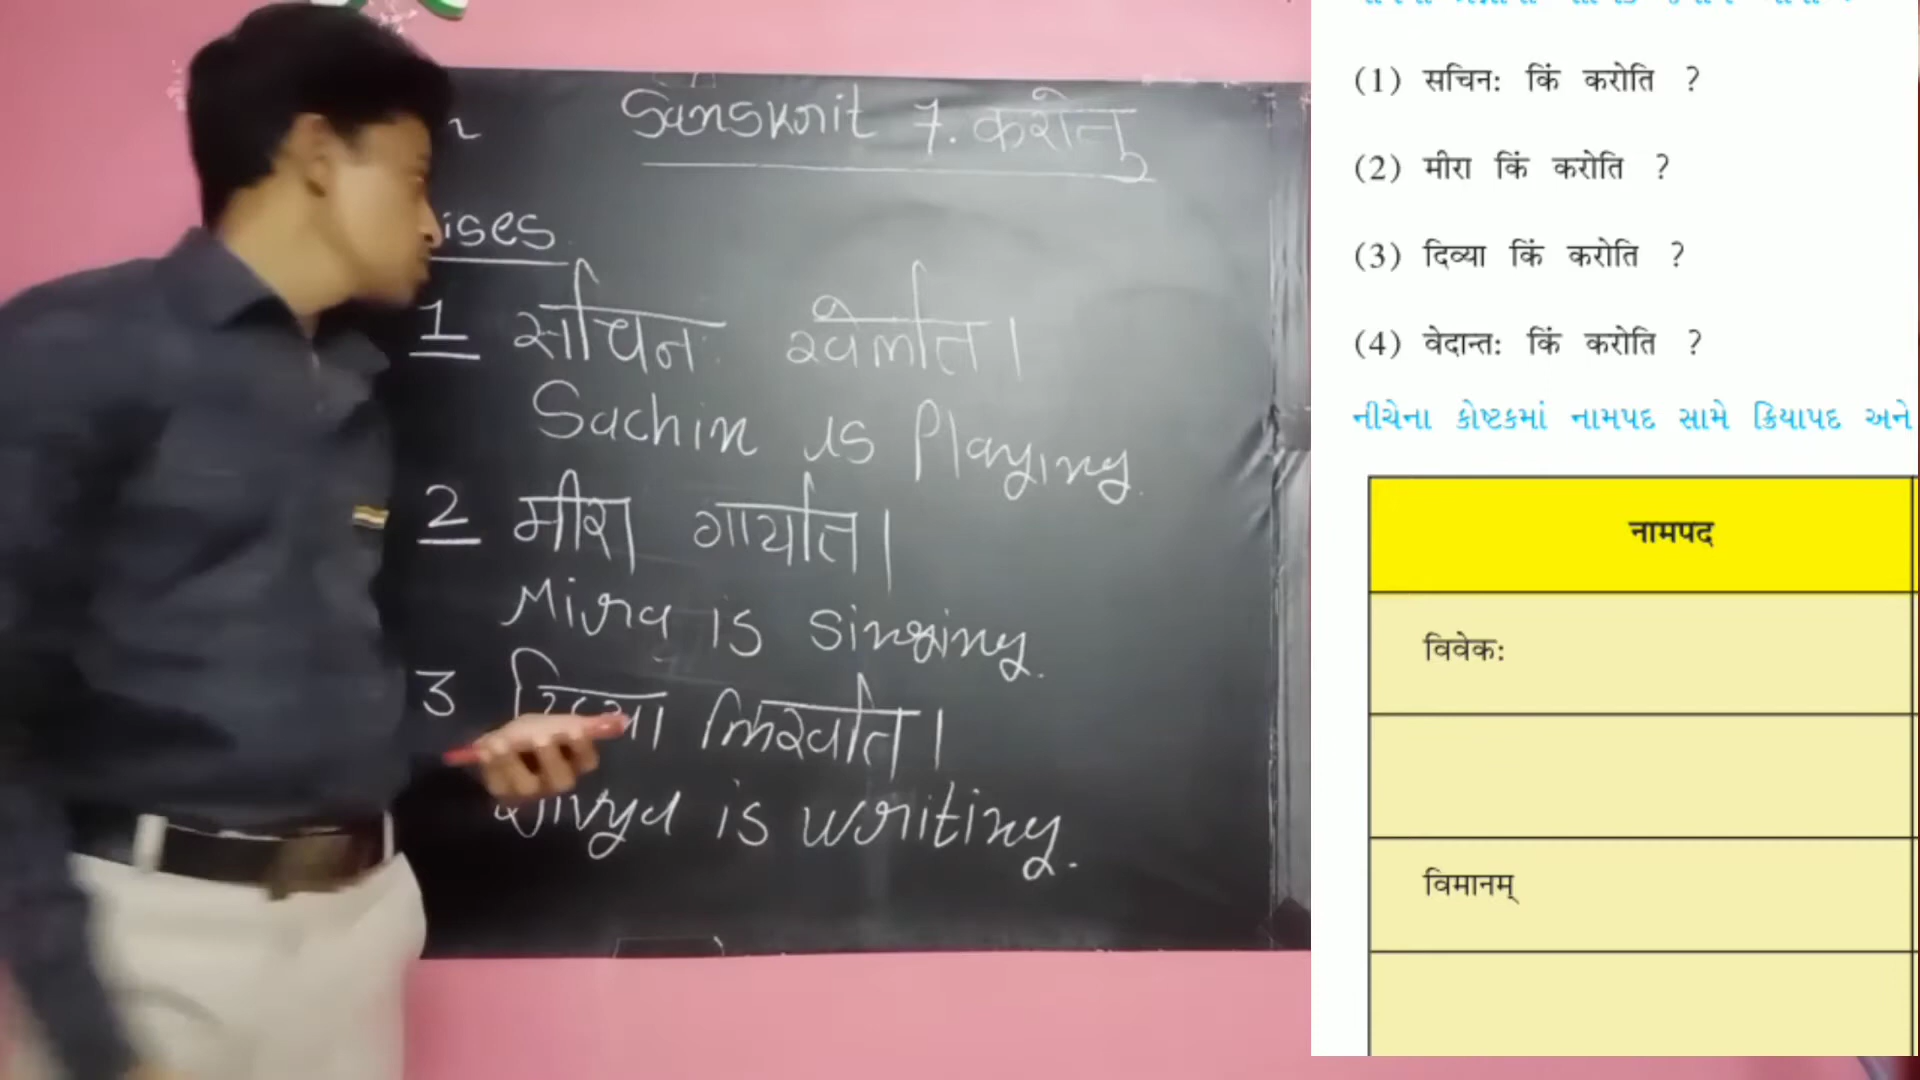 Sanskrit 7. करोतु
ises
1 सचिनः खेलति।
Sachin is Playing.
2 मीरा गायति।
Mira is singing.
3 दिव्या लिखति।
Divya is writing.
(1) सचिनः किं करोति ?
(2) मीरा किं करोति ?
(3) दिव्या किं करोति ?
(4) वेदान्तः किं करोति ?
નીચેના કોષ્ટકમાં નામપદ સામે ક્રિયાપદ અને
नामपद
विवेकः
विमानम्